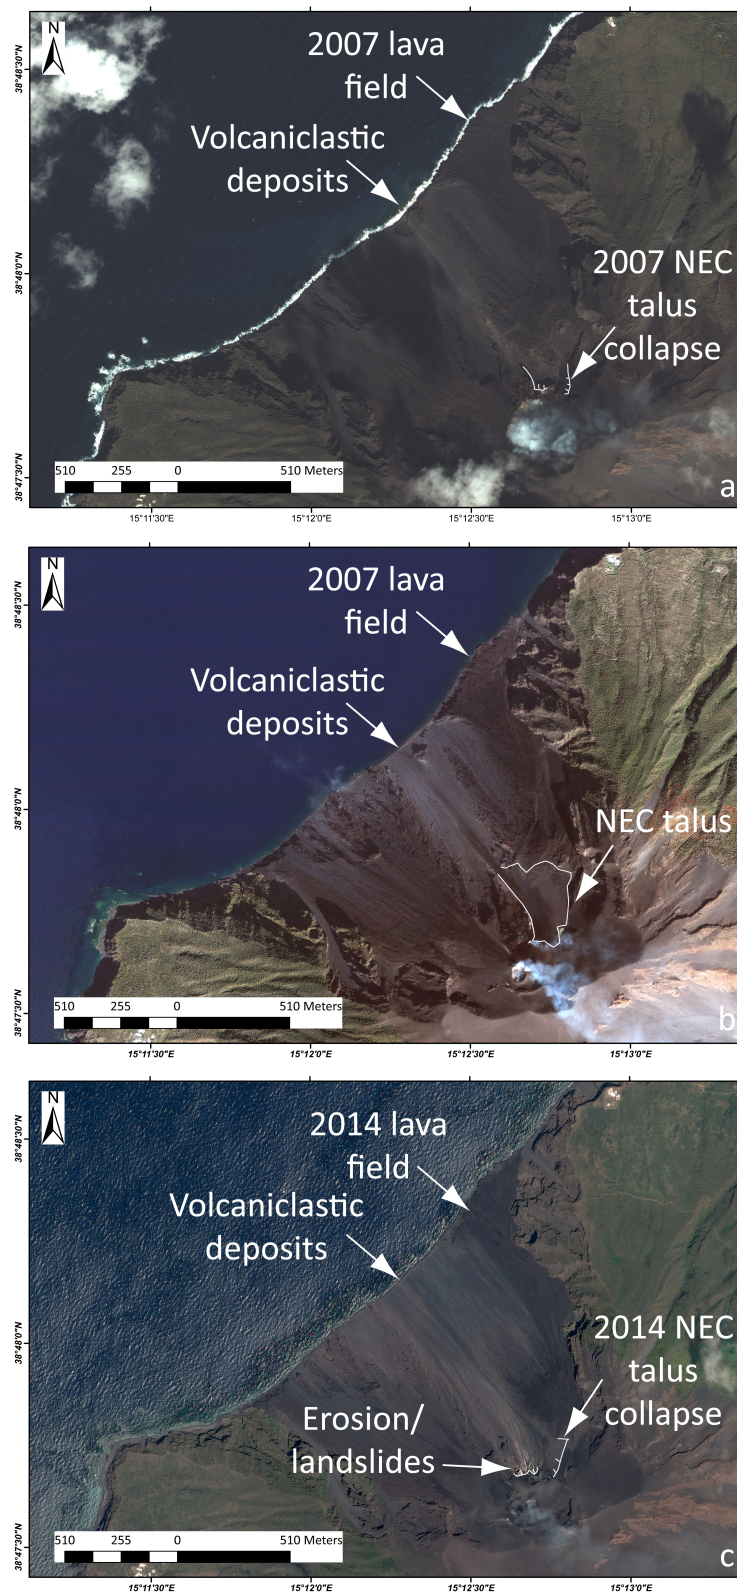 N
2007 lava
field
Volcaniclastic
deposits
2007 NEC
talus
collapse
38°48'30"N
38°48'0"N
38°47'30"N
510 255 0 510 Meters
a
15°11'30"E 15°12'0"E 15°12'30"E 15°13'0"E
N
2007 lava
field
Volcaniclastic
deposits
NEC talus
38°48'30"N
38°48'0"N
38°47'30"N
510 255 0 510 Meters
b
15°11'30"E 15°12'0"E 15°12'30"E 15°13'0"E
N
2014 lava
field
Volcaniclastic
deposits
2014 NEC
talus
collapse
Erosion/
landslides
38°48'30"N
38°48'0"N
38°47'30"N
510 255 0 510 Meters
c
15°11'30"E 15°12'0"E 15°12'30"E 15°13'0"E